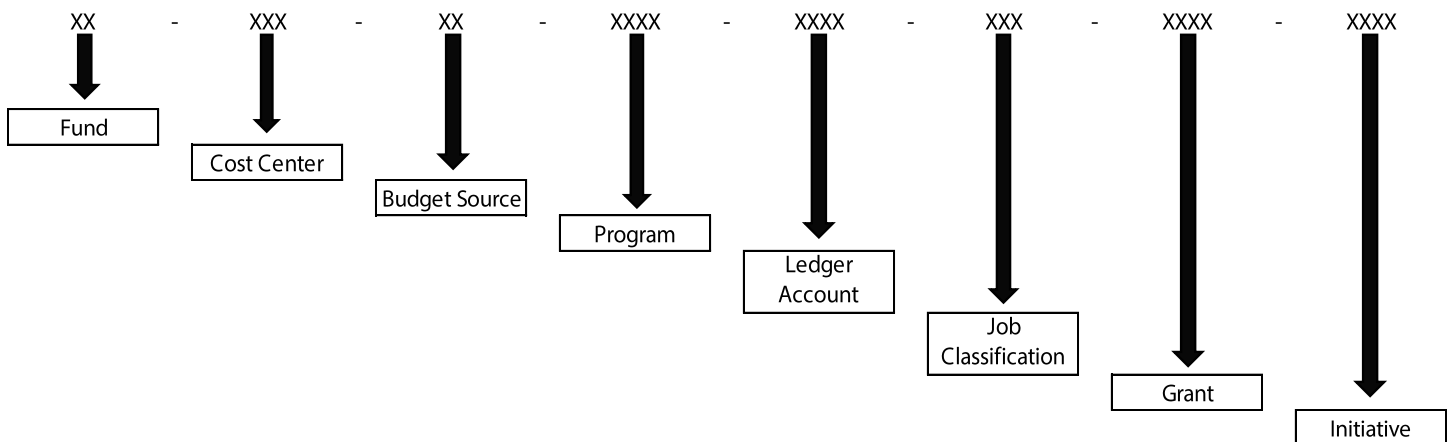 XX - XXX - XX - XXXX - XXXX - XXX - XXXX - XXXX
Fund
Cost Center
Budget Source
Program
Ledger
Account
Job
Classification
Grant
Initiative